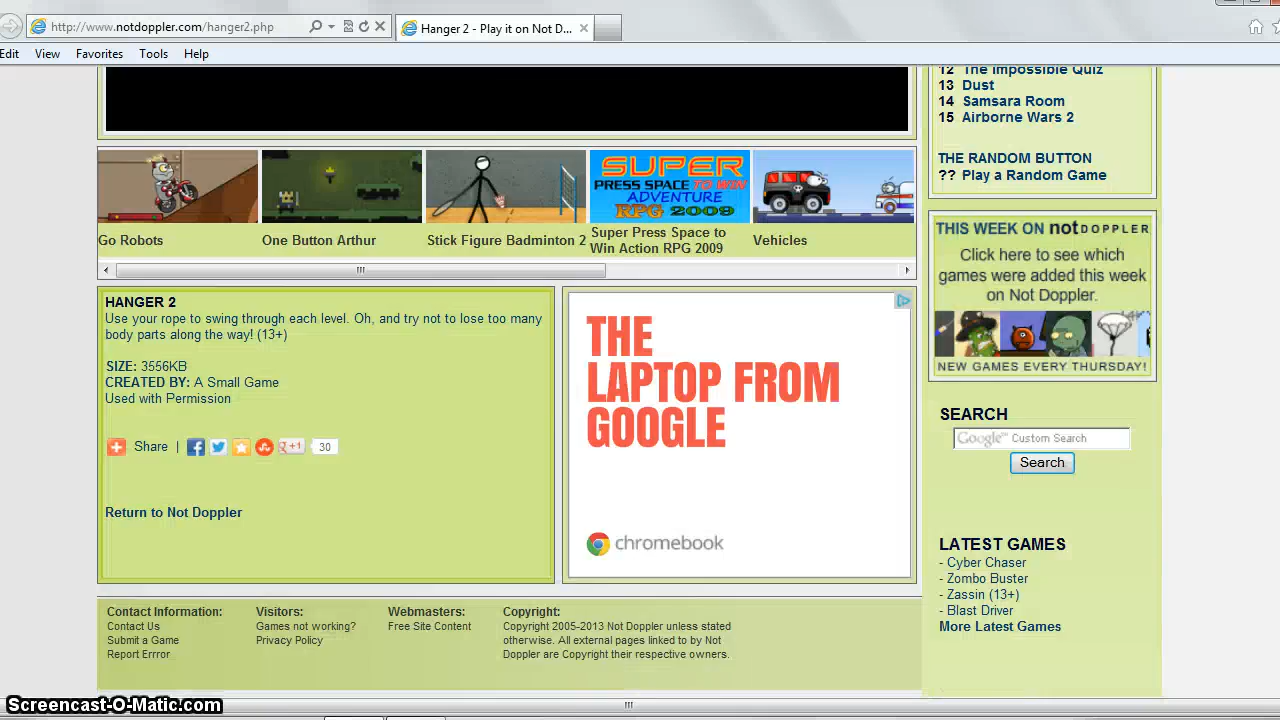 http://www.notdoppler.com/hanger2.php
Hanger 2 - Play it on Not D...
Edit View Favorites Tools Help
12 The Impossible Quiz
13 Dust
14 Samsara Room
15 Airborne Wars 2
THE RANDOM BUTTON
?? Play a Random Game
SUPER
PRESS SPACE TO WIN
ADVENTURE
RPG 2009
Go Robots
One Button Arthur
Stick Figure Badminton 2
Super Press Space to
Win Action RPG 2009
Vehicles
THIS WEEK ON notDOPPLER
Click here to see which
games were added this week
on Not Doppler.
NEW GAMES EVERY THURSDAY!
HANGER 2
Use your rope to swing through each level. Oh, and try not to lose too many
body parts along the way! (13+)
SIZE: 3556KB
CREATED BY: A Small Game
Used with Permission
Share | +1 30
Return to Not Doppler
THE
LAPTOP FROM
GOOGLE
chromebook
SEARCH
Google™ Custom Search
Search
LATEST GAMES
- Cyber Chaser
- Zombo Buster
- Zassin (13+)
- Blast Driver
More Latest Games
Contact Information:
Contact Us
Submit a Game
Report Errror
Visitors:
Games not working?
Privacy Policy
Webmasters:
Free Site Content
Copyright:
Copyright 2005-2013 Not Doppler unless stated
otherwise. All external pages linked to by Not
Doppler are Copyright their respective owners.
Screencast-O-Matic.com